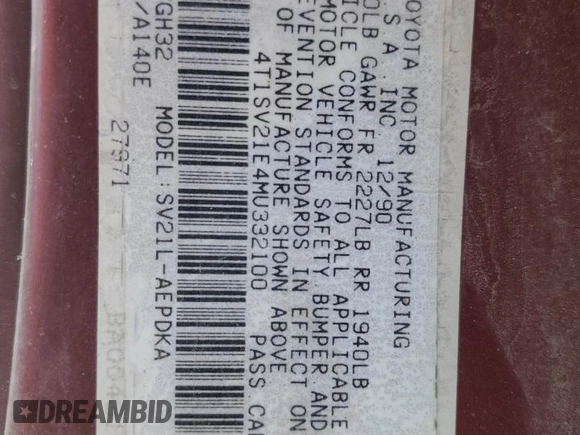 TOYOTA MOTOR MANUFACTURING
S A INC 12/90
0LB GAWR FR 2227LB RR 1940LB
ICLE CONFORMS TO ALL APPLICABLE
MOTOR VEHICLE SAFETY BUMPER AND
EVENTION STANDARDS IN EFFECT ON
OF MANUFACTURE SHOWN ABOVE
4T1SV21E4MU332100 PASS CAR
GH32 MODEL: SV21L-AEPDKA
/A140E
27971
DREAMBID